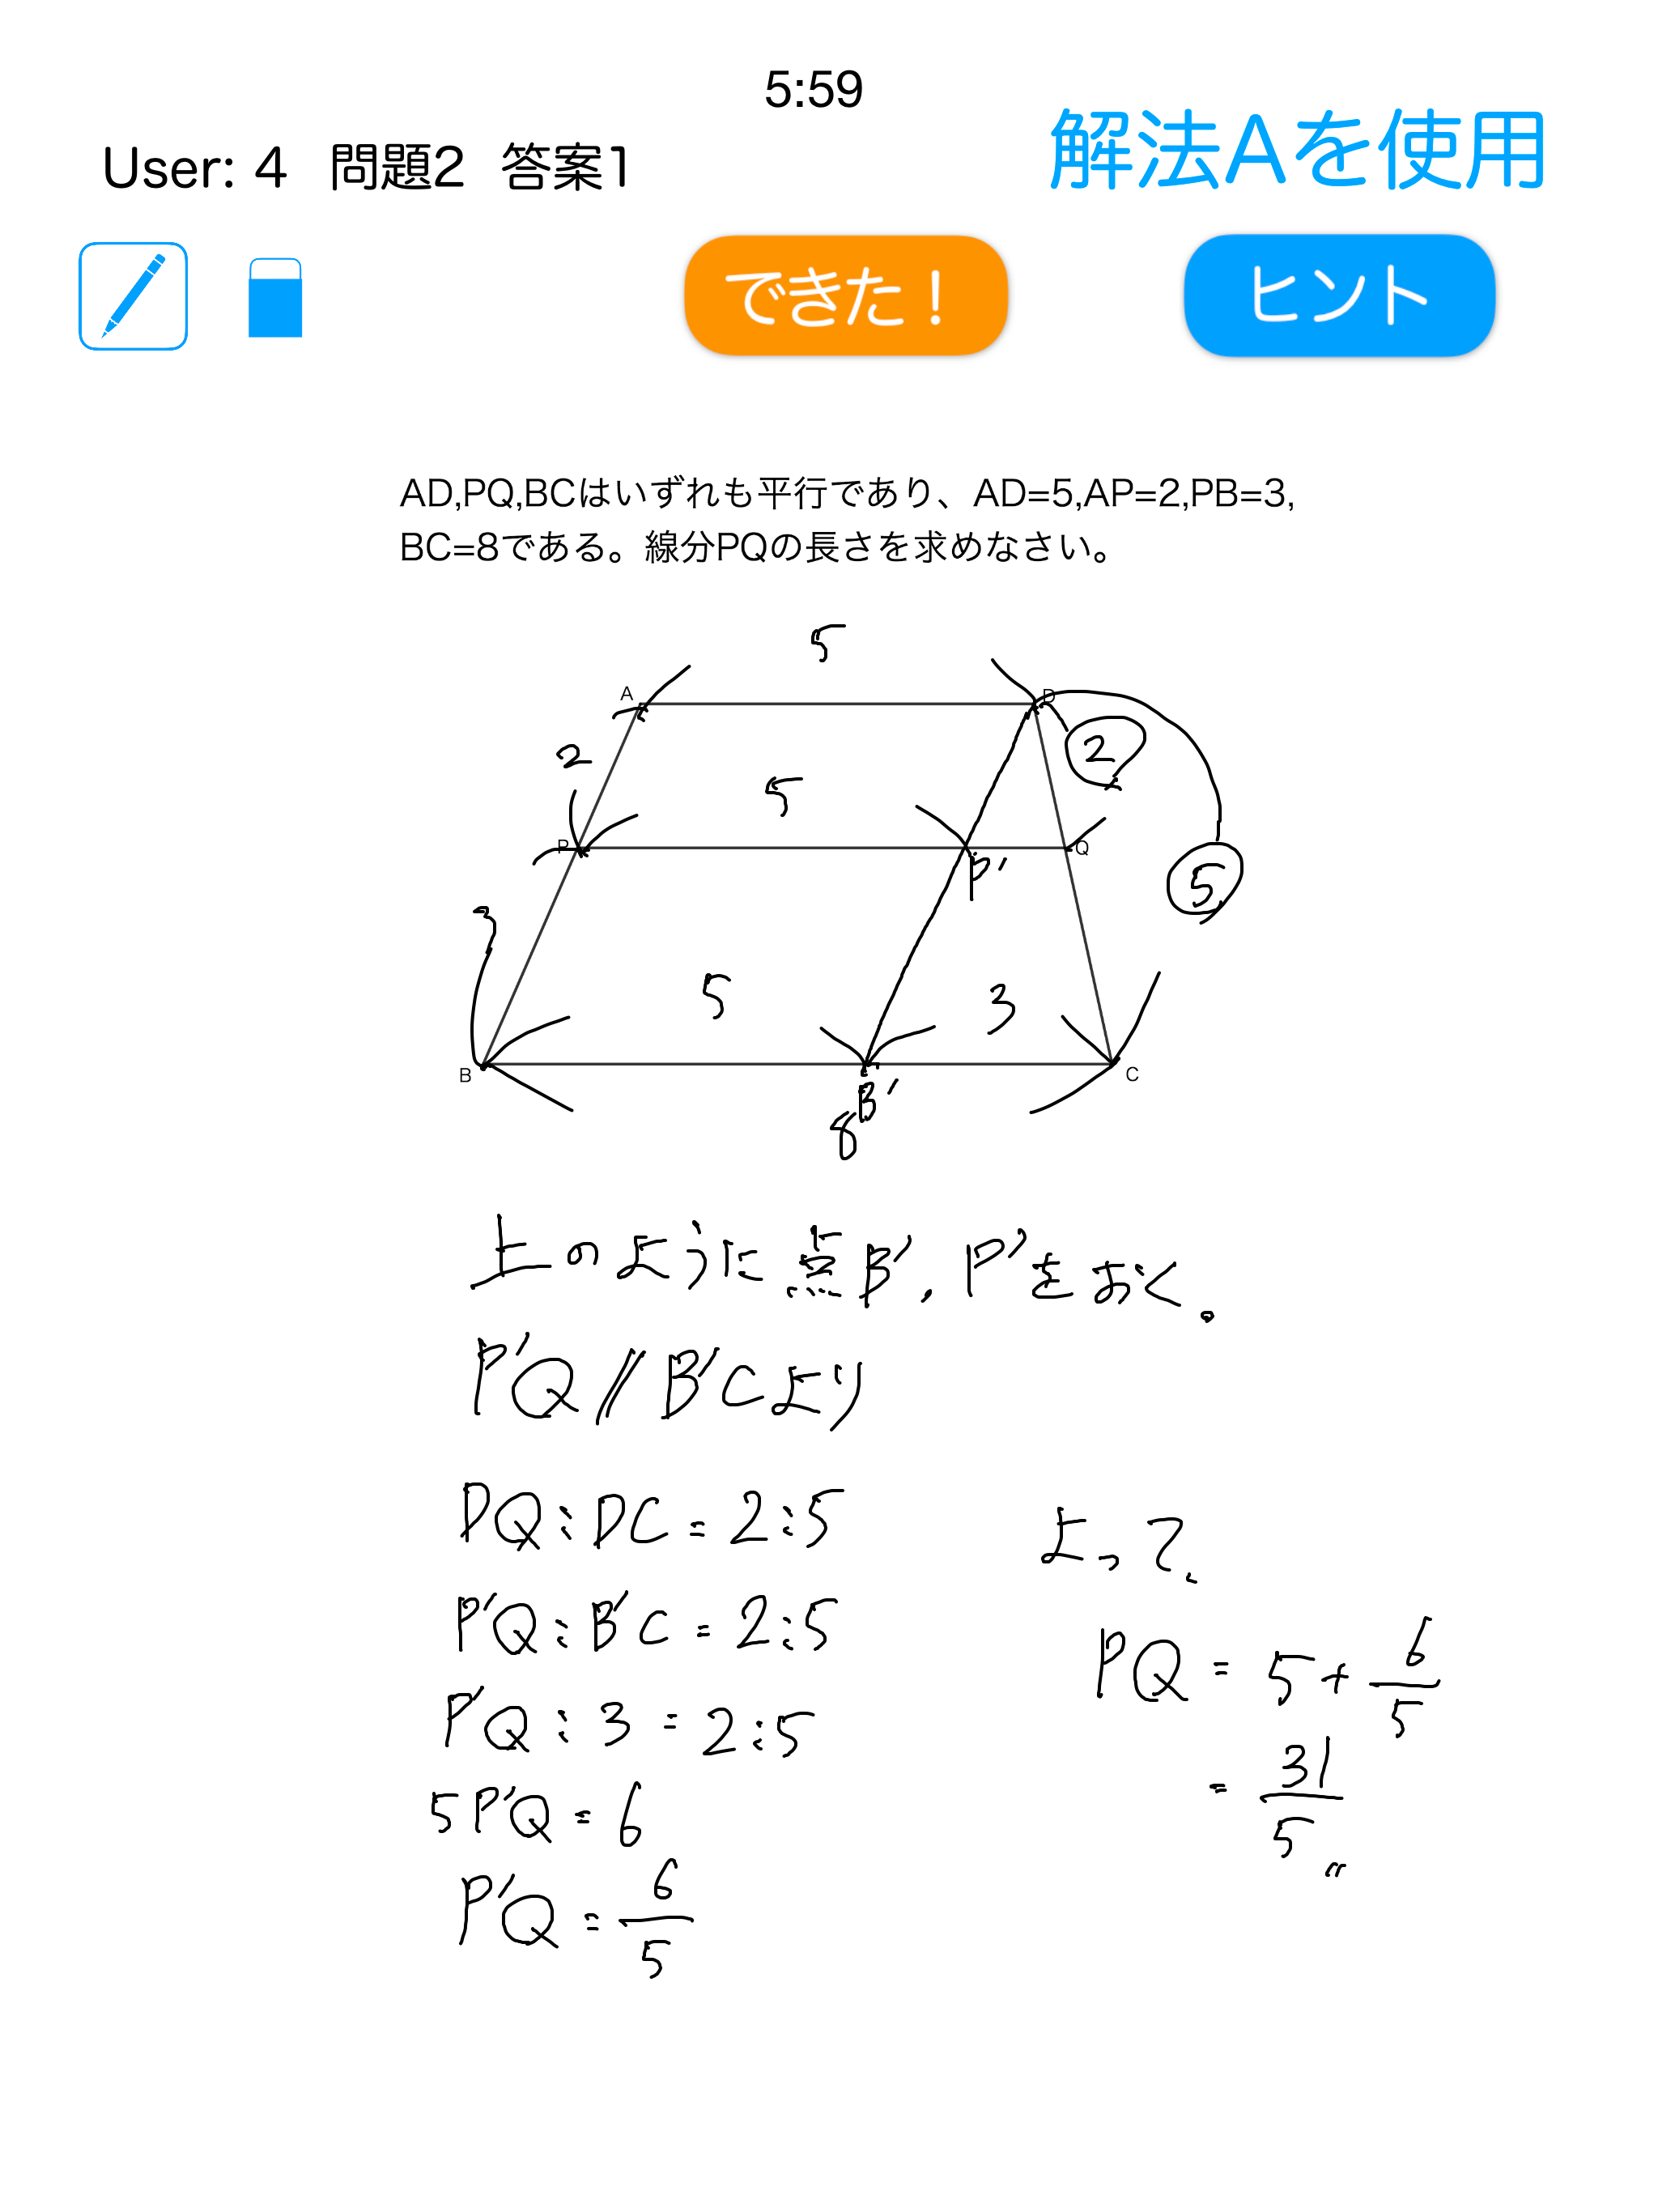 5:59
User: 4 問題2 答案1
解法Aを使用
できた！
ヒント
AD,PQ,BCはいずれも平行であり、AD=5,AP=2,PB=3,
BC=8である。線分PQの長さを求めなさい。
5
A
D
2
2
5
P
P'
Q
5
3
5
3
B
B'
C
8
上のように点B',P'をおく。
P'Q//B'Cより
DQ:DC=2:5
P'Q:B'C=2:5
P'Q:3=2:5
5P'Q=6
P'Q=6/5
よって、
PQ=5+6/5
=31/5〃